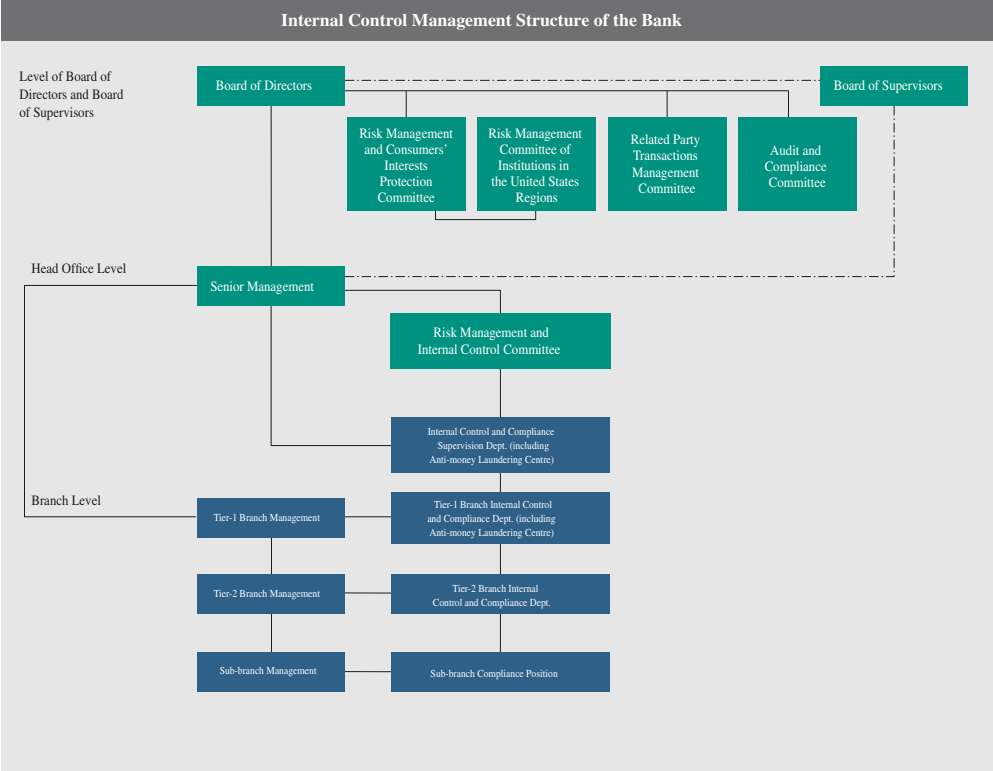 Internal Control Management Structure of the Bank
Level of Board of
Directors and Board
of Supervisors
Board of Directors
Board of Supervisors
Risk Management
and Consumers’
Interests
Protection
Committee
Risk Management
Committee of
Institutions in
the United States
Regions
Related Party
Transactions
Management
Committee
Audit and
Compliance
Committee
Head Office Level
Senior Management
Risk Management and
Internal Control Committee
Internal Control and Compliance
Supervision Dept. (including
Anti-money Laundering Centre)
Branch Level
Tier-1 Branch Management
Tier-1 Branch Internal Control
and Compliance Dept. (including
Anti-money Laundering Centre)
Tier-2 Branch Management
Tier-2 Branch Internal
Control and Compliance Dept.
Sub-branch Management
Sub-branch Compliance Position